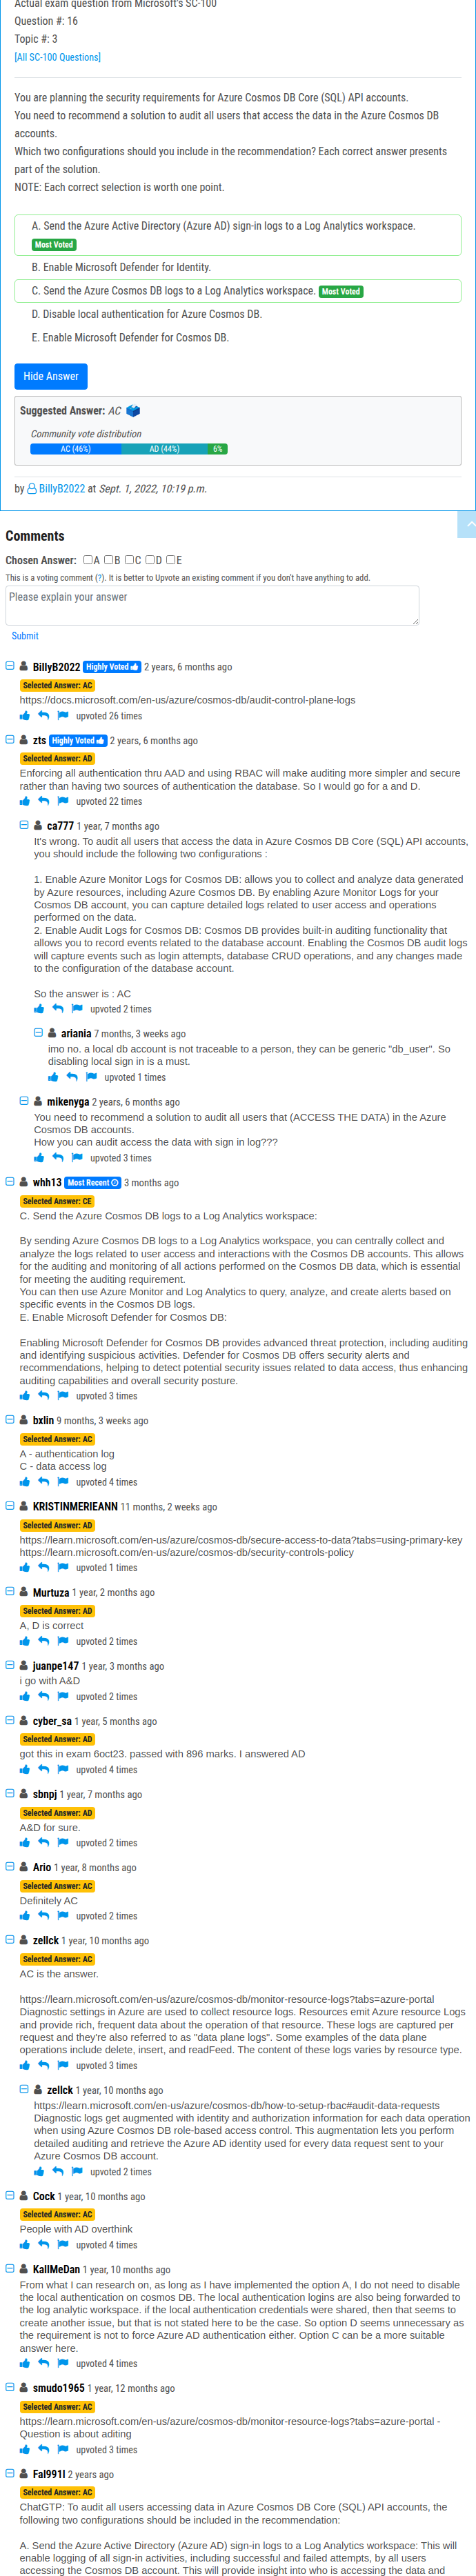 Actual exam question from Microsoft's SC-100
Question #: 16
Topic #: 3
[All SC-100 Questions]
You are planning the security requirements for Azure Cosmos DB Core (SQL) API accounts.
You need to recommend a solution to audit all users that access the data in the Azure Cosmos DB
accounts.
Which two configurations should you include in the recommendation? Each correct answer presents
part of the solution.
NOTE: Each correct selection is worth one point.
A. Send the Azure Active Directory (Azure AD) sign-in logs to a Log Analytics workspace.
Most Voted
B. Enable Microsoft Defender for Identity.
C. Send the Azure Cosmos DB logs to a Log Analytics workspace. Most Voted
D. Disable local authentication for Azure Cosmos DB.
E. Enable Microsoft Defender for Cosmos DB.
Hide Answer
Suggested Answer: AC
Community vote distribution
AC (46%) AD (44%) 6%
by BillyB2022 at Sept. 1, 2022, 10:19 p.m.
Comments
Chosen Answer: A B C D E
This is a voting comment (?). It is better to Upvote an existing comment if you don't have anything to add.
Please explain your answer
Submit
BillyB2022 Highly Voted 2 years, 6 months ago
Selected Answer: AC
https://docs.microsoft.com/en-us/azure/cosmos-db/audit-control-plane-logs
upvoted 26 times
zts Highly Voted 2 years, 6 months ago
Selected Answer: AD
Enforcing all authentication thru AAD and using RBAC will make auditing more simpler and secure
rather than having two sources of authentication the database. So I would go for a and D.
upvoted 22 times
ca777 1 year, 7 months ago
It's wrong. To audit all users that access the data in Azure Cosmos DB Core (SQL) API accounts,
you should include the following two configurations :
1. Enable Azure Monitor Logs for Cosmos DB: allows you to collect and analyze data generated
by Azure resources, including Azure Cosmos DB. By enabling Azure Monitor Logs for your
Cosmos DB account, you can capture detailed logs related to user access and operations
performed on the data.
2. Enable Audit Logs for Cosmos DB: Cosmos DB provides built-in auditing functionality that
allows you to record events related to the database account. Enabling the Cosmos DB audit logs
will capture events such as login attempts, database CRUD operations, and any changes made
to the configuration of the database account.
So the answer is : AC
upvoted 2 times
ariania 7 months, 3 weeks ago
imo no. a local db account is not traceable to a person, they can be generic "db_user". So
disabling local sign in is a must.
upvoted 1 times
mikenyga 2 years, 6 months ago
You need to recommend a solution to audit all users that (ACCESS THE DATA) in the Azure
Cosmos DB accounts.
How you can audit access the data with sign in log???
upvoted 3 times
whh13 Most Recent 3 months ago
Selected Answer: CE
C. Send the Azure Cosmos DB logs to a Log Analytics workspace:
By sending Azure Cosmos DB logs to a Log Analytics workspace, you can centrally collect and
analyze the logs related to user access and interactions with the Cosmos DB accounts. This allows
for the auditing and monitoring of all actions performed on the Cosmos DB data, which is essential
for meeting the auditing requirement.
You can then use Azure Monitor and Log Analytics to query, analyze, and create alerts based on
specific events in the Cosmos DB logs.
E. Enable Microsoft Defender for Cosmos DB:
Enabling Microsoft Defender for Cosmos DB provides advanced threat protection, including auditing
and identifying suspicious activities. Defender for Cosmos DB offers security alerts and
recommendations, helping to detect potential security issues related to data access, thus enhancing
auditing capabilities and overall security posture.
upvoted 3 times
bxlin 9 months, 3 weeks ago
Selected Answer: AC
A - authentication log
C - data access log
upvoted 4 times
KRISTINMERIEANN 11 months, 2 weeks ago
Selected Answer: AD
https://learn.microsoft.com/en-us/azure/cosmos-db/secure-access-to-data?tabs=using-primary-key
https://learn.microsoft.com/en-us/azure/cosmos-db/security-controls-policy
upvoted 1 times
Murtuza 1 year, 2 months ago
Selected Answer: AD
A, D is correct
upvoted 2 times
juanpe147 1 year, 3 months ago
i go with A&D
upvoted 2 times
cyber_sa 1 year, 5 months ago
Selected Answer: AD
got this in exam 6oct23. passed with 896 marks. I answered AD
upvoted 4 times
sbnpj 1 year, 7 months ago
Selected Answer: AD
A&D for sure.
upvoted 2 times
Ario 1 year, 8 months ago
Selected Answer: AC
Definitely AC
upvoted 2 times
zellck 1 year, 10 months ago
Selected Answer: AC
AC is the answer.
https://learn.microsoft.com/en-us/azure/cosmos-db/monitor-resource-logs?tabs=azure-portal
Diagnostic settings in Azure are used to collect resource logs. Resources emit Azure resource Logs
and provide rich, frequent data about the operation of that resource. These logs are captured per
request and they're also referred to as "data plane logs". Some examples of the data plane
operations include delete, insert, and readFeed. The content of these logs varies by resource type.
upvoted 3 times
zellck 1 year, 10 months ago
https://learn.microsoft.com/en-us/azure/cosmos-db/how-to-setup-rbac#audit-data-requests
Diagnostic logs get augmented with identity and authorization information for each data operation
when using Azure Cosmos DB role-based access control. This augmentation lets you perform
detailed auditing and retrieve the Azure AD identity used for every data request sent to your
Azure Cosmos DB account.
upvoted 2 times
Cock 1 year, 10 months ago
Selected Answer: AC
People with AD overthink
upvoted 4 times
KallMeDan 1 year, 10 months ago
From what I can research on, as long as I have implemented the option A, I do not need to disable
the local authentication on cosmos DB. The local authentication logins are also being forwarded to
the log analytic workspace. if the local authentication credentials were shared, then that seems to
create another issue, but that is not stated here to be the case. So option D seems unnecessary as
the requirement is not to force Azure AD authentication either. Option C can be a more suitable
answer here.
upvoted 4 times
smudo1965 1 year, 12 months ago
Selected Answer: AC
https://learn.microsoft.com/en-us/azure/cosmos-db/monitor-resource-logs?tabs=azure-portal -
Question is about aditing
upvoted 3 times
Fal991l 2 years ago
Selected Answer: AC
ChatGTP: To audit all users accessing data in Azure Cosmos DB Core (SQL) API accounts, the
following two configurations should be included in the recommendation:
A. Send the Azure Active Directory (Azure AD) sign-in logs to a Log Analytics workspace: This will
enable logging of all sign-in activities, including successful and failed attempts, by all users
accessing the Cosmos DB account. This will provide insight into who is accessing the data and